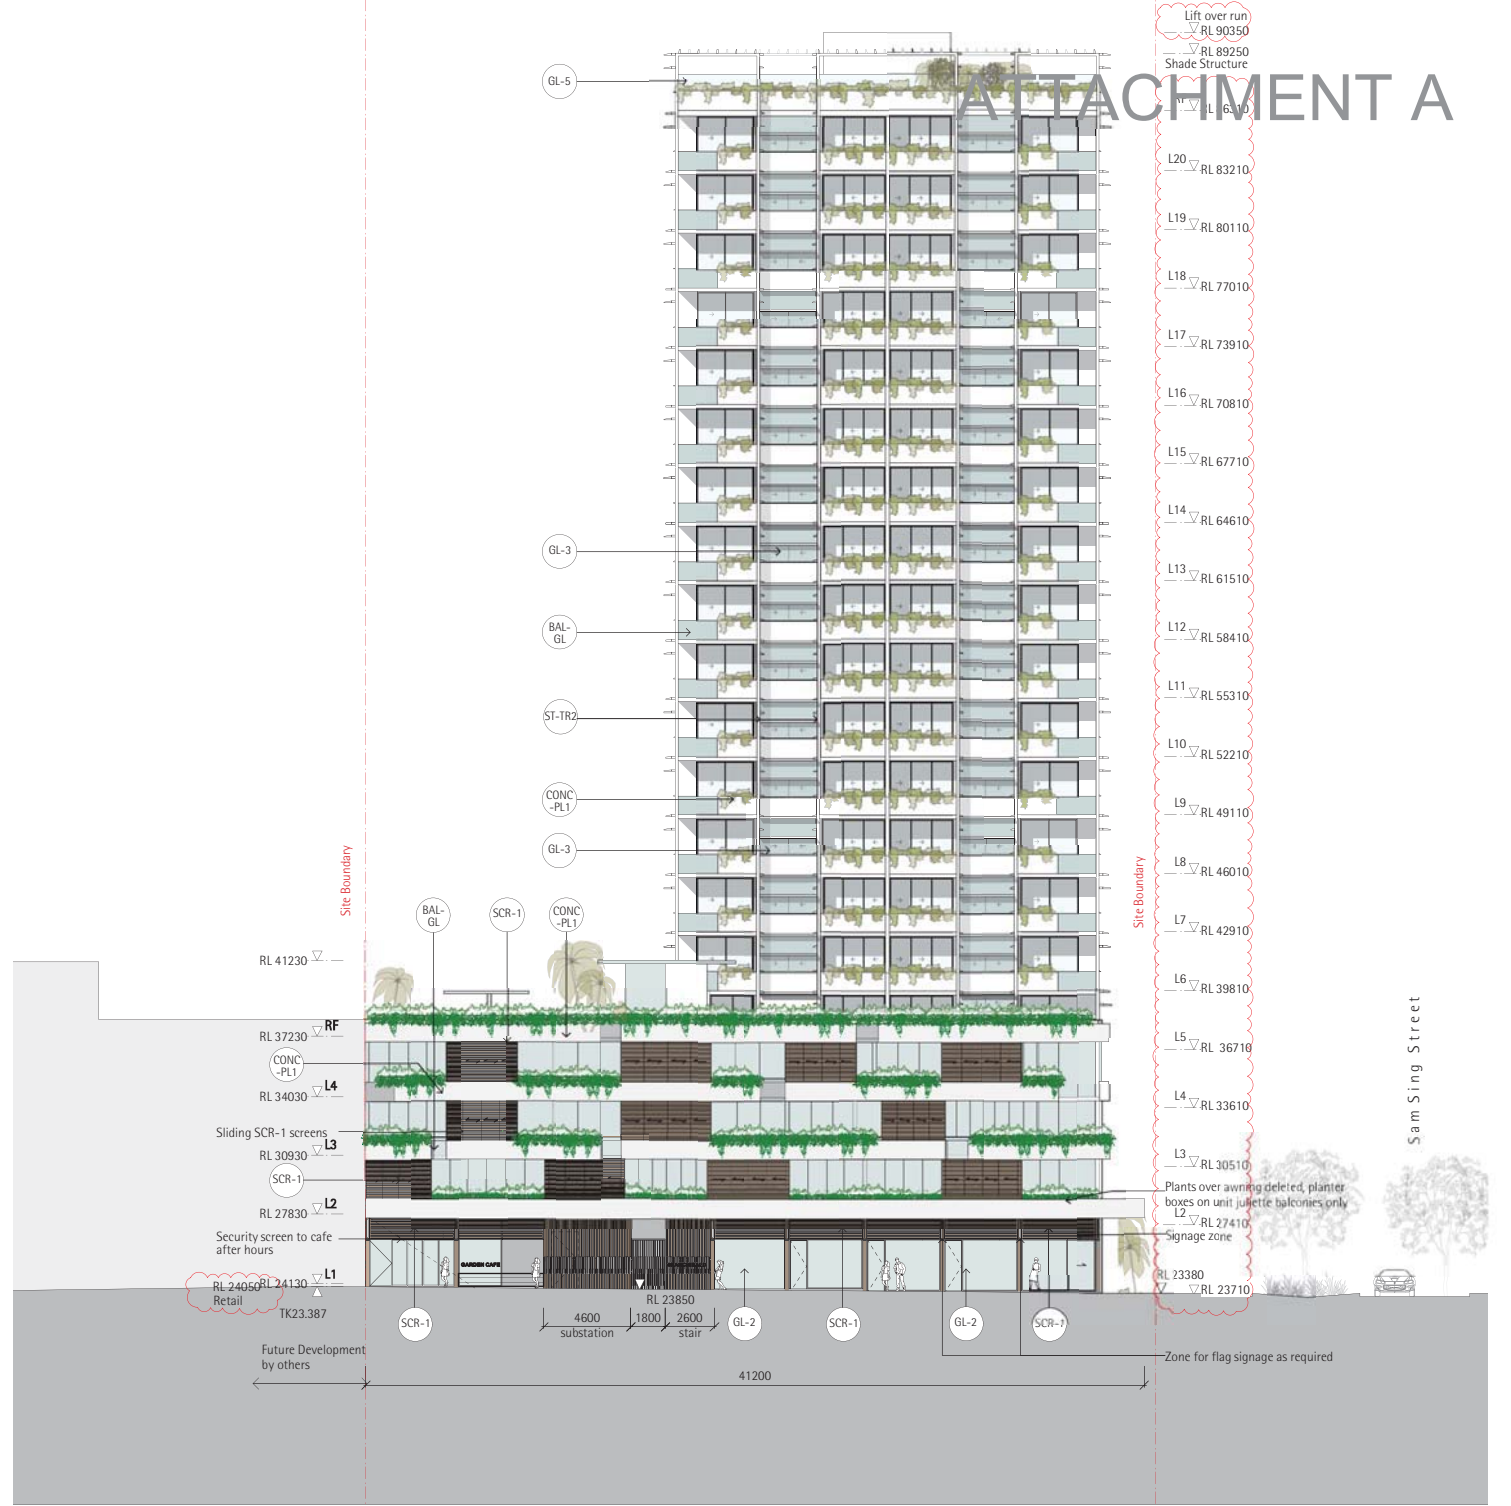 Lift over run
RL 90350
RL 89250
Shade Structure
ATTACHMENT A
GL-5
L20
RL 83210
L19
RL 80110
L18
RL 77010
L17
RL 73910
L16
RL 70810
L15
RL 67710
L14
RL 64610
GL-3
L13
RL 61510
L12
RL 58410
BAL-
GL
L11
RL 55310
ST-TR2
L10
RL 52210
CONC
-PL1
L9
RL 49110
GL-3
L8
RL 46010
Site Boundary
Site Boundary
BAL-
GL
SCR-1
CONC
-PL1
L7
RL 42910
RL 41230
L6
RL 39810
RF
RL 37230
L5
RL 36710
CONC
-PL1
L4
RL 34030
L4
RL 33610
Sam Sing Street
Sliding SCR-1 screens
L3
RL 30930
L3
RL 30510
SCR-1
Plants over awning deleted, planter
boxes on unit juliette balconies only
L2
RL 27830
L2
RL 27410
Signage zone
Security screen to cafe
after hours
GARDEN CAFE
L1
RL 24130
RL 24050
Retail
TK23.387
RL 23380
RL 23710
RL 23850
SCR-1
4600
substation
1800
2600
stair
GL-2
SCR-1
GL-2
SCR-1
Future Development
by others
Zone for flag signage as required
41200